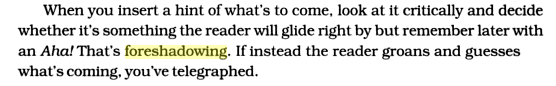 When you insert a hint of what's to come, look at it critically and decide
whether it's something the reader will glide right by but remember later with
an Aha! That's foreshadowing. If instead the reader groans and guesses
what's coming, you've telegraphed.